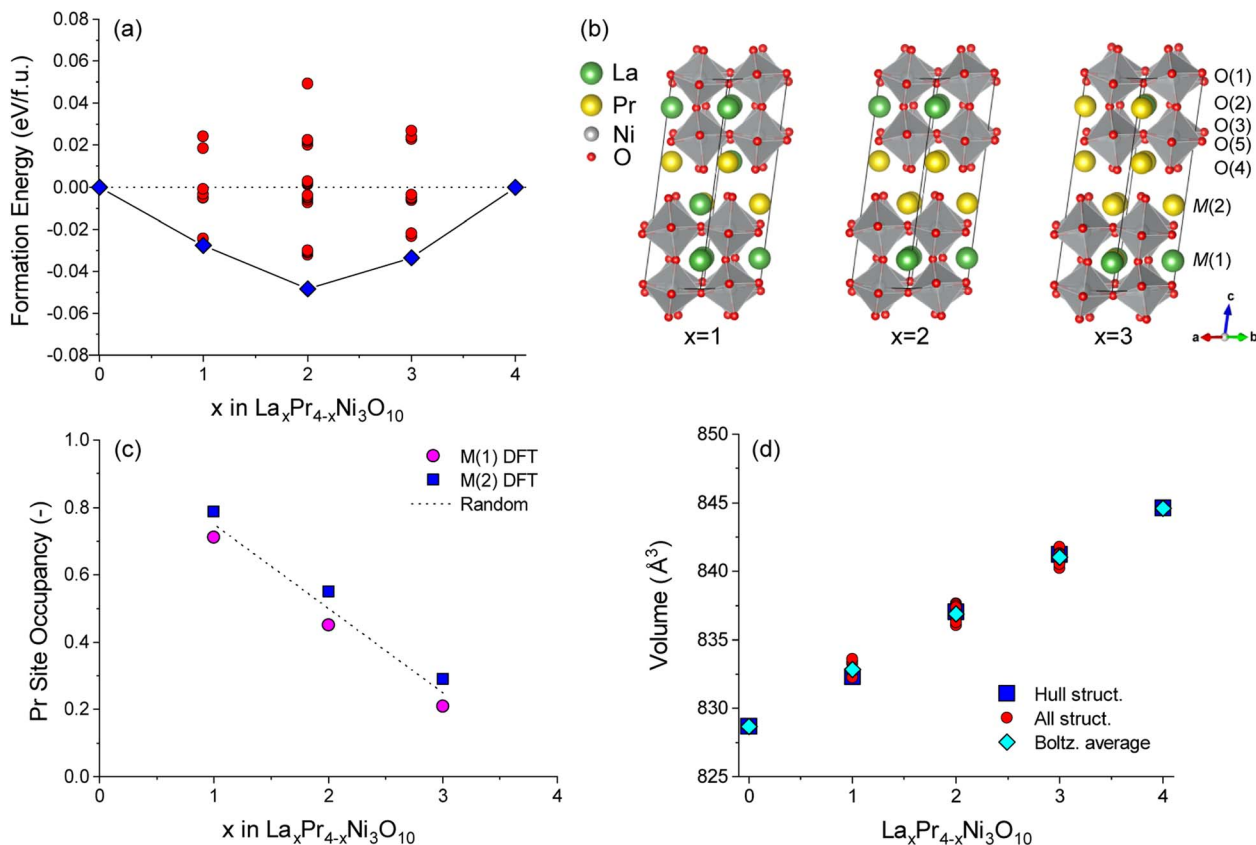 (a)
Formation Energy (eV/f.u.)
0.08
0.06
0.04
0.02
0.00
-0.02
-0.04
-0.06
-0.08
0 1 2 3 4
x in LaₓPr₄₋ₓNi₃O₁₀
(b)
La
Pr
Ni
O
O(1)
O(2)
O(3)
O(5)
O(4)
M(2)
M(1)
x=1 x=2 x=3
c
a b
(c)
Pr Site Occupancy (-)
1.0
0.8
0.6
0.4
0.2
0.0
M(1) DFT
M(2) DFT
Random
0 1 2 3 4
x in LaₓPr₄₋ₓNi₃O₁₀
(d)
Volume (Å³)
850
845
840
835
830
825
Hull struct.
All struct.
Boltz. average
0 1 2 3 4
LaₓPr₄₋ₓNi₃O₁₀